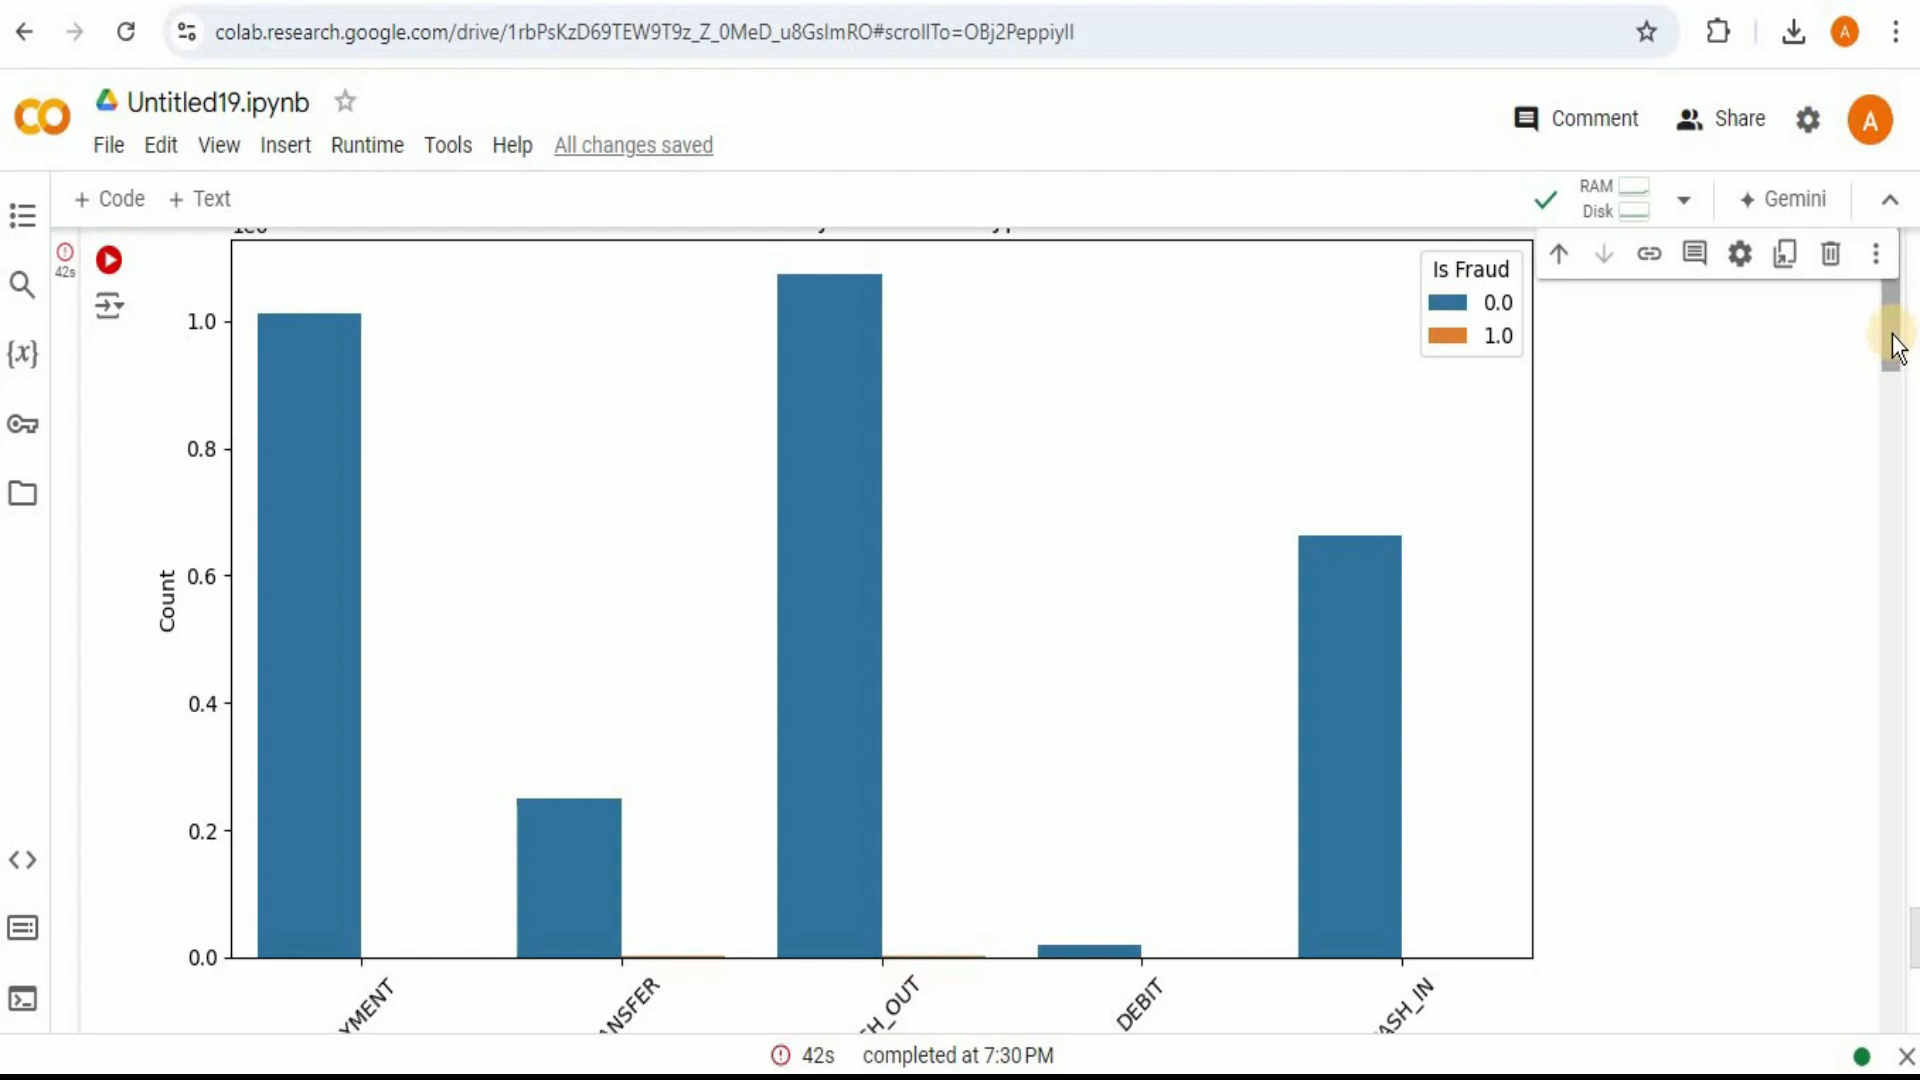 colab.research.google.com/drive/1rbPsKzD69TEW9T9z_Z_0MeD_u8GsImRO#scrollTo=OBj2PeppiyII
A
Untitled19.ipynb
File Edit View Insert Runtime Tools Help All changes saved
Comment
Share
A
+ Code + Text
RAM
Disk
Gemini
42s
Is Fraud
0.0
1.0
1.0
0.8
0.6
0.4
0.2
0.0
Count
YMENT
ANSFER
H_OUT
DEBIT
ASH_IN
42s completed at 7:30 PM